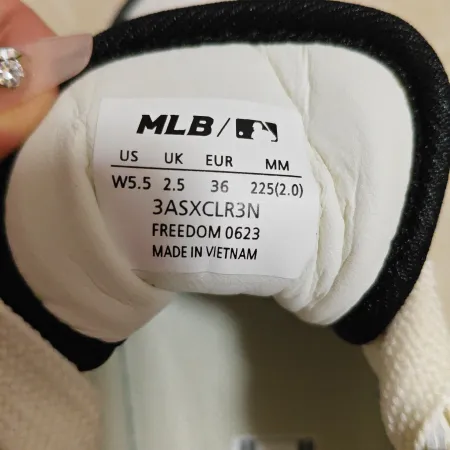 MLB /
US UK EUR MM
W5.5 2.5 36 225(2.0)
3ASXCLR3N
FREEDOM 0623
MADE IN VIETNAM